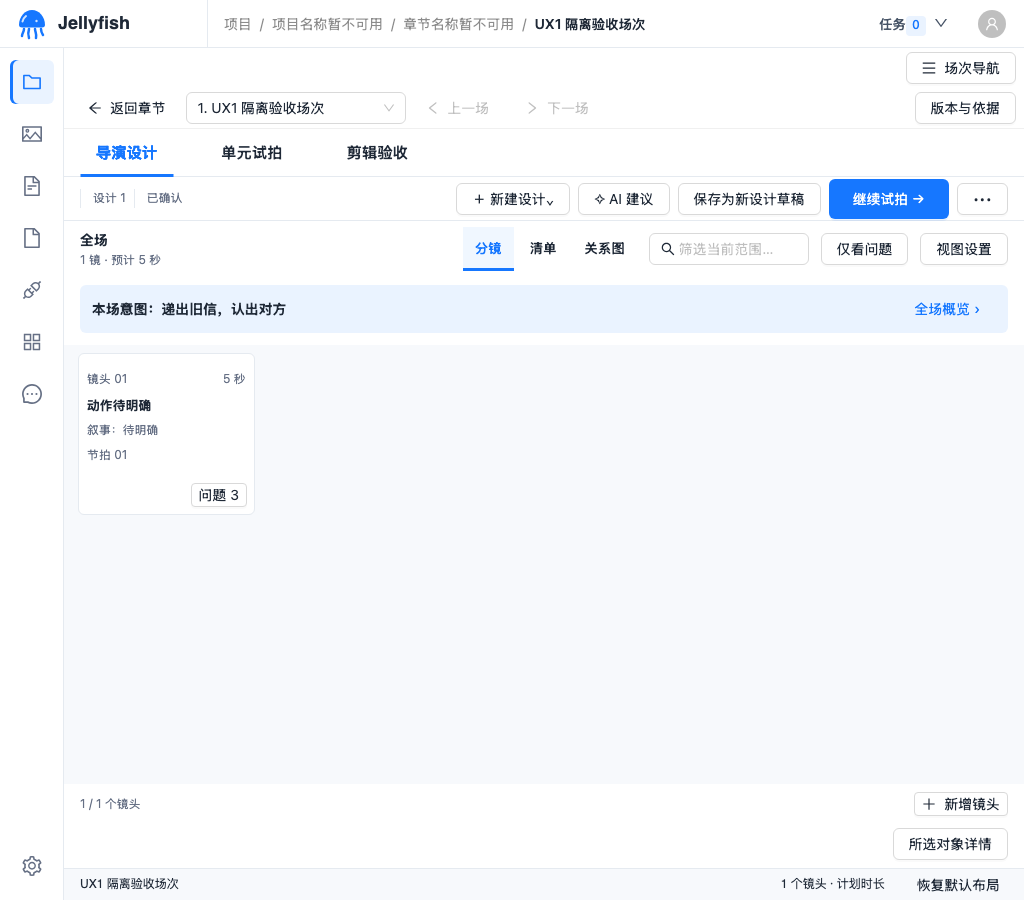 Jellyfish
项目 / 项目名称暂不可用 / 章节名称暂不可用 / UX1 隔离验收场次
任务 0
场次导航
返回章节
1. UX1 隔离验收场次
上一场
下一场
版本与依据
导演设计
单元试拍
剪辑验收
设计 1
已确认
+ 新建设计
AI 建议
保存为新设计草稿
继续试拍 →
全场
1 镜 · 预计 5 秒
分镜
清单
关系图
筛选当前范围...
仅看问题
视图设置
本场意图：递出旧信，认出对方
全场概览 ›
镜头 01
5 秒
动作待明确
叙事：待明确
节拍 01
问题 3
1 / 1 个镜头
+ 新增镜头
所选对象详情
UX1 隔离验收场次
1 个镜头 · 计划时长
恢复默认布局